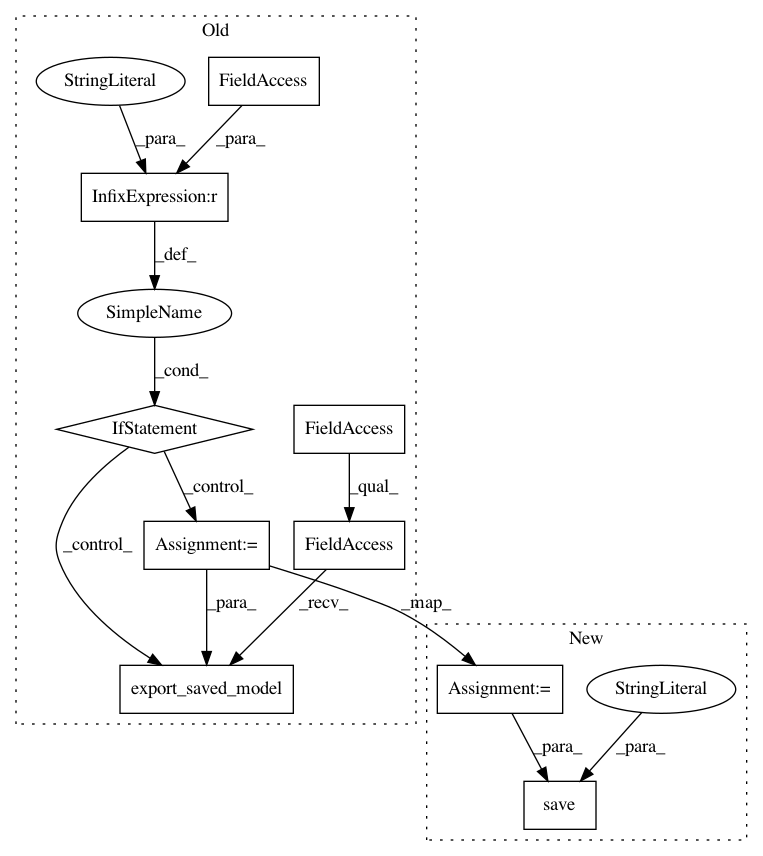 Old
StringLiteral
FieldAccess
_para_
_para_
InfixExpression:r
_def_
SimpleName
_cond_
IfStatement
FieldAccess
_control_
_qual_
_control_
Assignment:=
FieldAccess
_para_
_recv_
_map_
New
export_saved_model
Assignment:=
StringLiteral
_para_
_para_
save